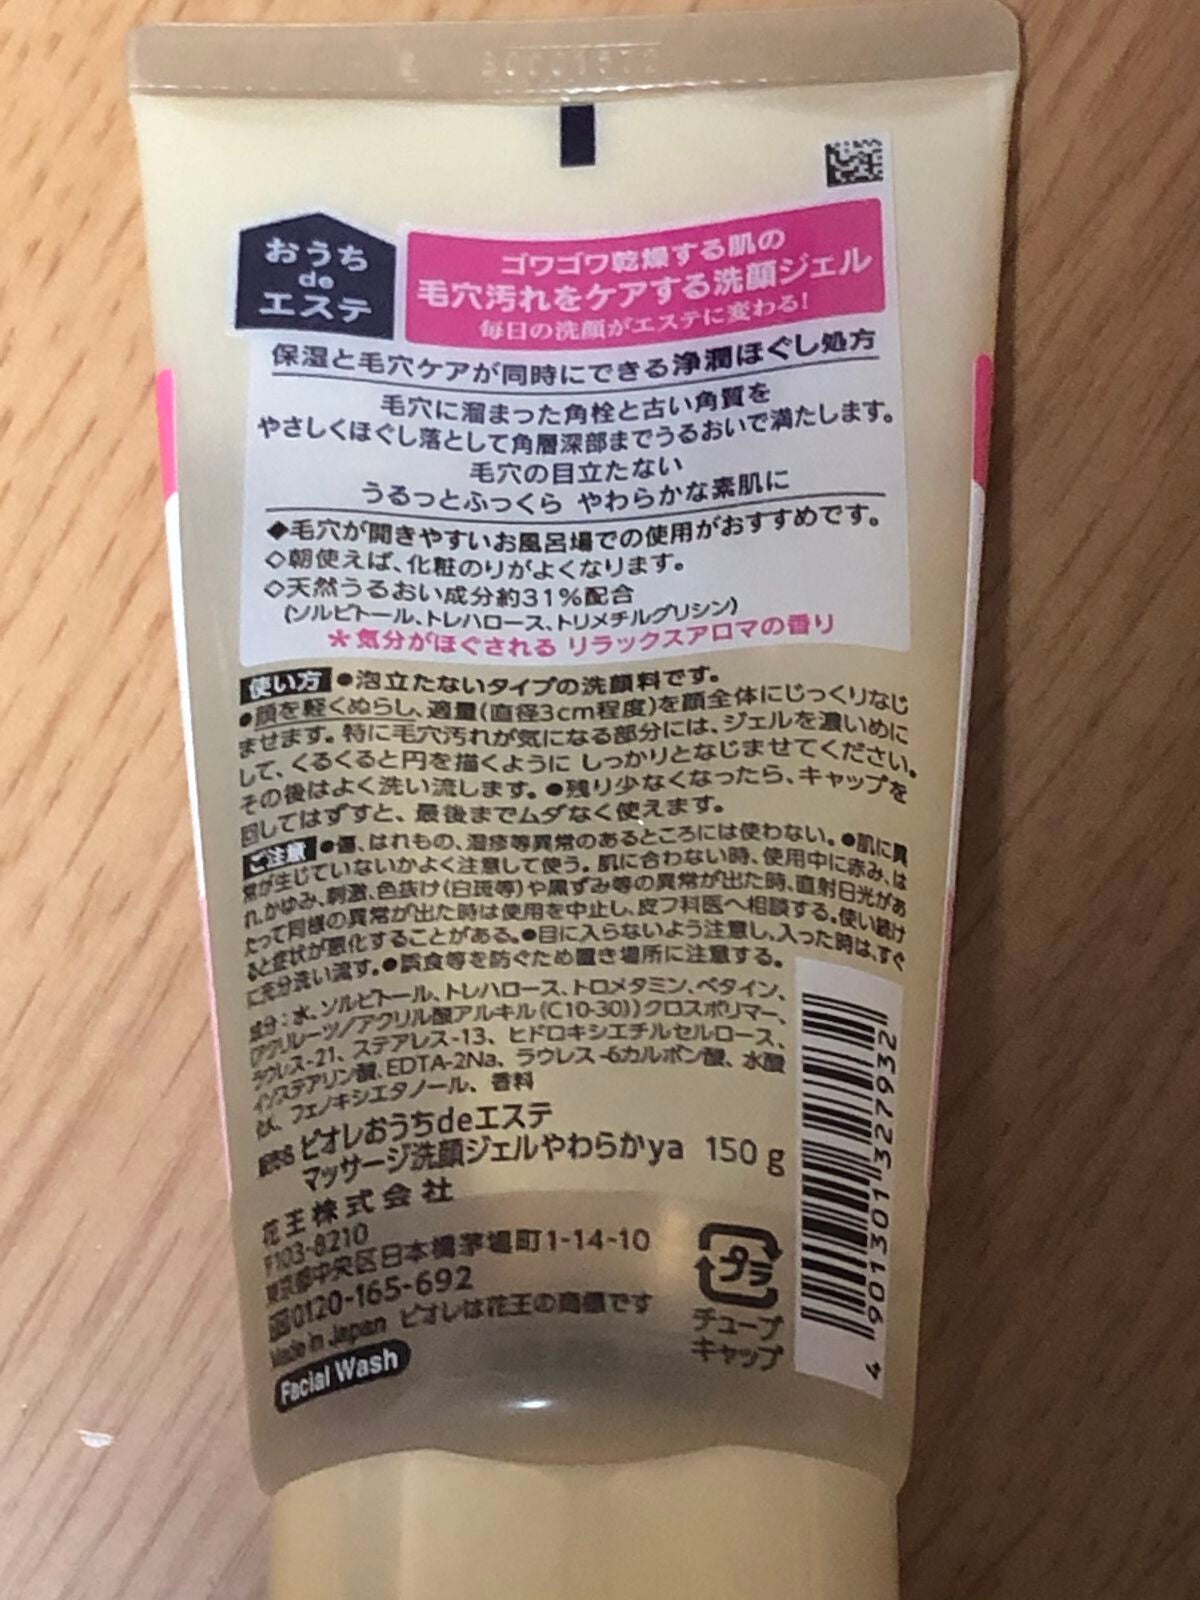 おうち
de
エステ
ゴワゴワ乾燥する肌の
毛穴汚れをケアする洗顔ジェル
毎日の洗顔がエステに変わる!
保湿と毛穴ケアが同時にできる浄潤ほぐし処方
毛穴に溜まった角栓と古い角質を
やさしくほぐし落として角層深部までうるおいで満たします。
毛穴の目立たない
うるっとふっくら やわらかな素肌に
◆毛穴が開きやすいお風呂場での使用がおすすめです。
◇朝使えば、化粧のりがよくなります。
◇天然うるおい成分約31%配合
(ソルビトール、トレハロース、トリメチルグリシン)
*気分がほぐされる リラックスアロマの香り
使い方 ●泡立たないタイプの洗顔料です。
●顔を軽くぬらし、適量(直径3cm程度)を顔全体にじっくりなじ
ませます。特に毛穴汚れが気になる部分には、ジェルを濃いめに
して、くるくると円を描くように しっかりとなじませてください。
その後はよく洗い流します。●残り少なくなったら、キャップを
回してはずすと、最後までムダなく使えます。
ご注意 ●傷、はれもの、湿疹等異常のあるところには使わない。●肌に異
常が生じていないかよく注意して使う。肌に合わない時、使用中に赤み、は
れ、かゆみ、刺激、色抜け(白斑等)や黒ずみ等の異常が出た時、直射日光があ
たって同様の異常が出た時は使用を中止し、皮フ科医へ相談する。使い続け
ると症状が悪化することがある。●目に入らないよう注意し、入った時は、すぐ
に充分洗い流す。●誤食等を防ぐため置き場所に注意する。
成分:水、ソルビトール、トレハロース、トロメタミン、ベタイン、
(アクリレーツ/アクリル酸アルキル(C10-30))クロスポリマー、
ラウレス-21、ステアレス-13、ヒドロキシエチルセルロース、
イソステアリン酸、EDTA-2Na、ラウレス-6カルボン酸、水酸
化K、フェノキシエタノール、香料
販売名 ビオレおうちdeエステ
マッサージ洗顔ジェルやわらかya 150g
花王株式会社
〒103-8210
東京都中央区日本橋茅場町1-14-10
0120-165-692
Made in Japan ビオレは花王の商標です
Facial Wash
プラ
チューブ
キャップ
4 901301 327932